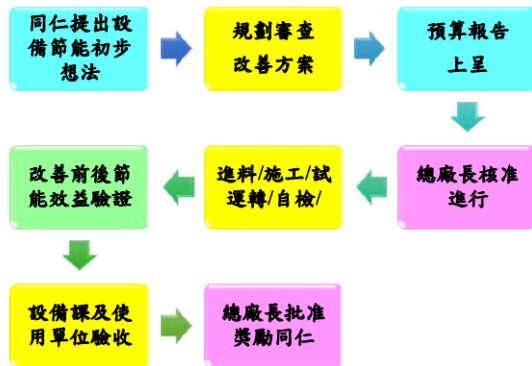 同仁提出設
備節能初步
想法
規劃審查
改善方案
預算報告
上呈
總廠長核准
進行
進料/施工/試
運轉/自檢/
改善前後節
能效益驗證
設備課及使
用單位驗收
總廠長批准
獎勵同仁